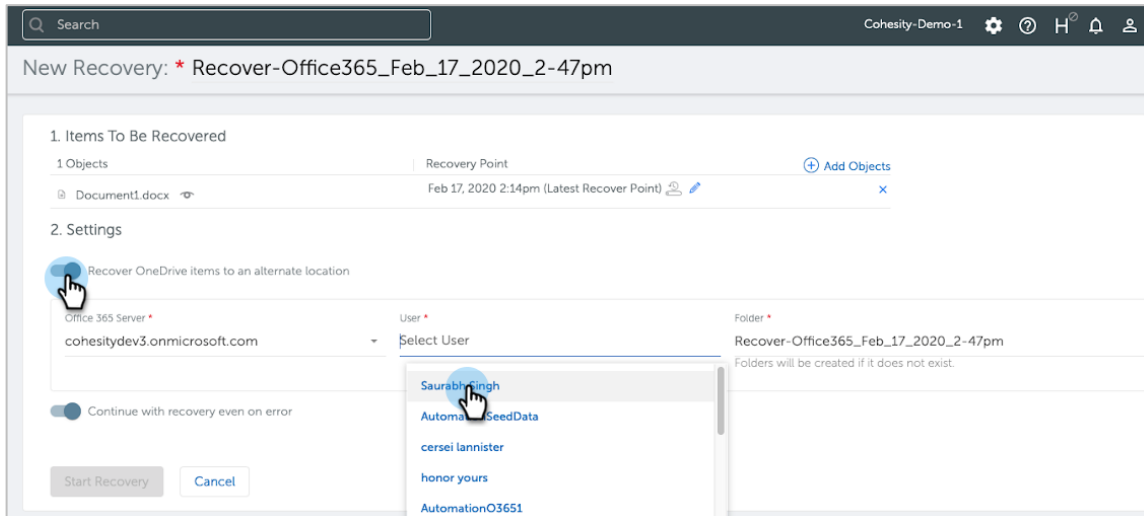 Search
Cohesity-Demo-1
H
New Recovery: * Recover-Office365_Feb_17_2020_2-47pm
1. Items To Be Recovered
1 Objects Recovery Point Add Objects
Document1.docx Feb 17, 2020 2:14pm (Latest Recover Point)
2. Settings
Recover OneDrive items to an alternate location
Office 365 Server * User * Folder *
cohesitydev3.onmicrosoft.com Select User Recover-Office365_Feb_17_2020_2-47pm
Folders will be created if it does not exist.
Saurabh Singh
Continue with recovery even on error
AutomationSeedData
cersei lannister
honor yours
Start Recovery Cancel
AutomationO3651